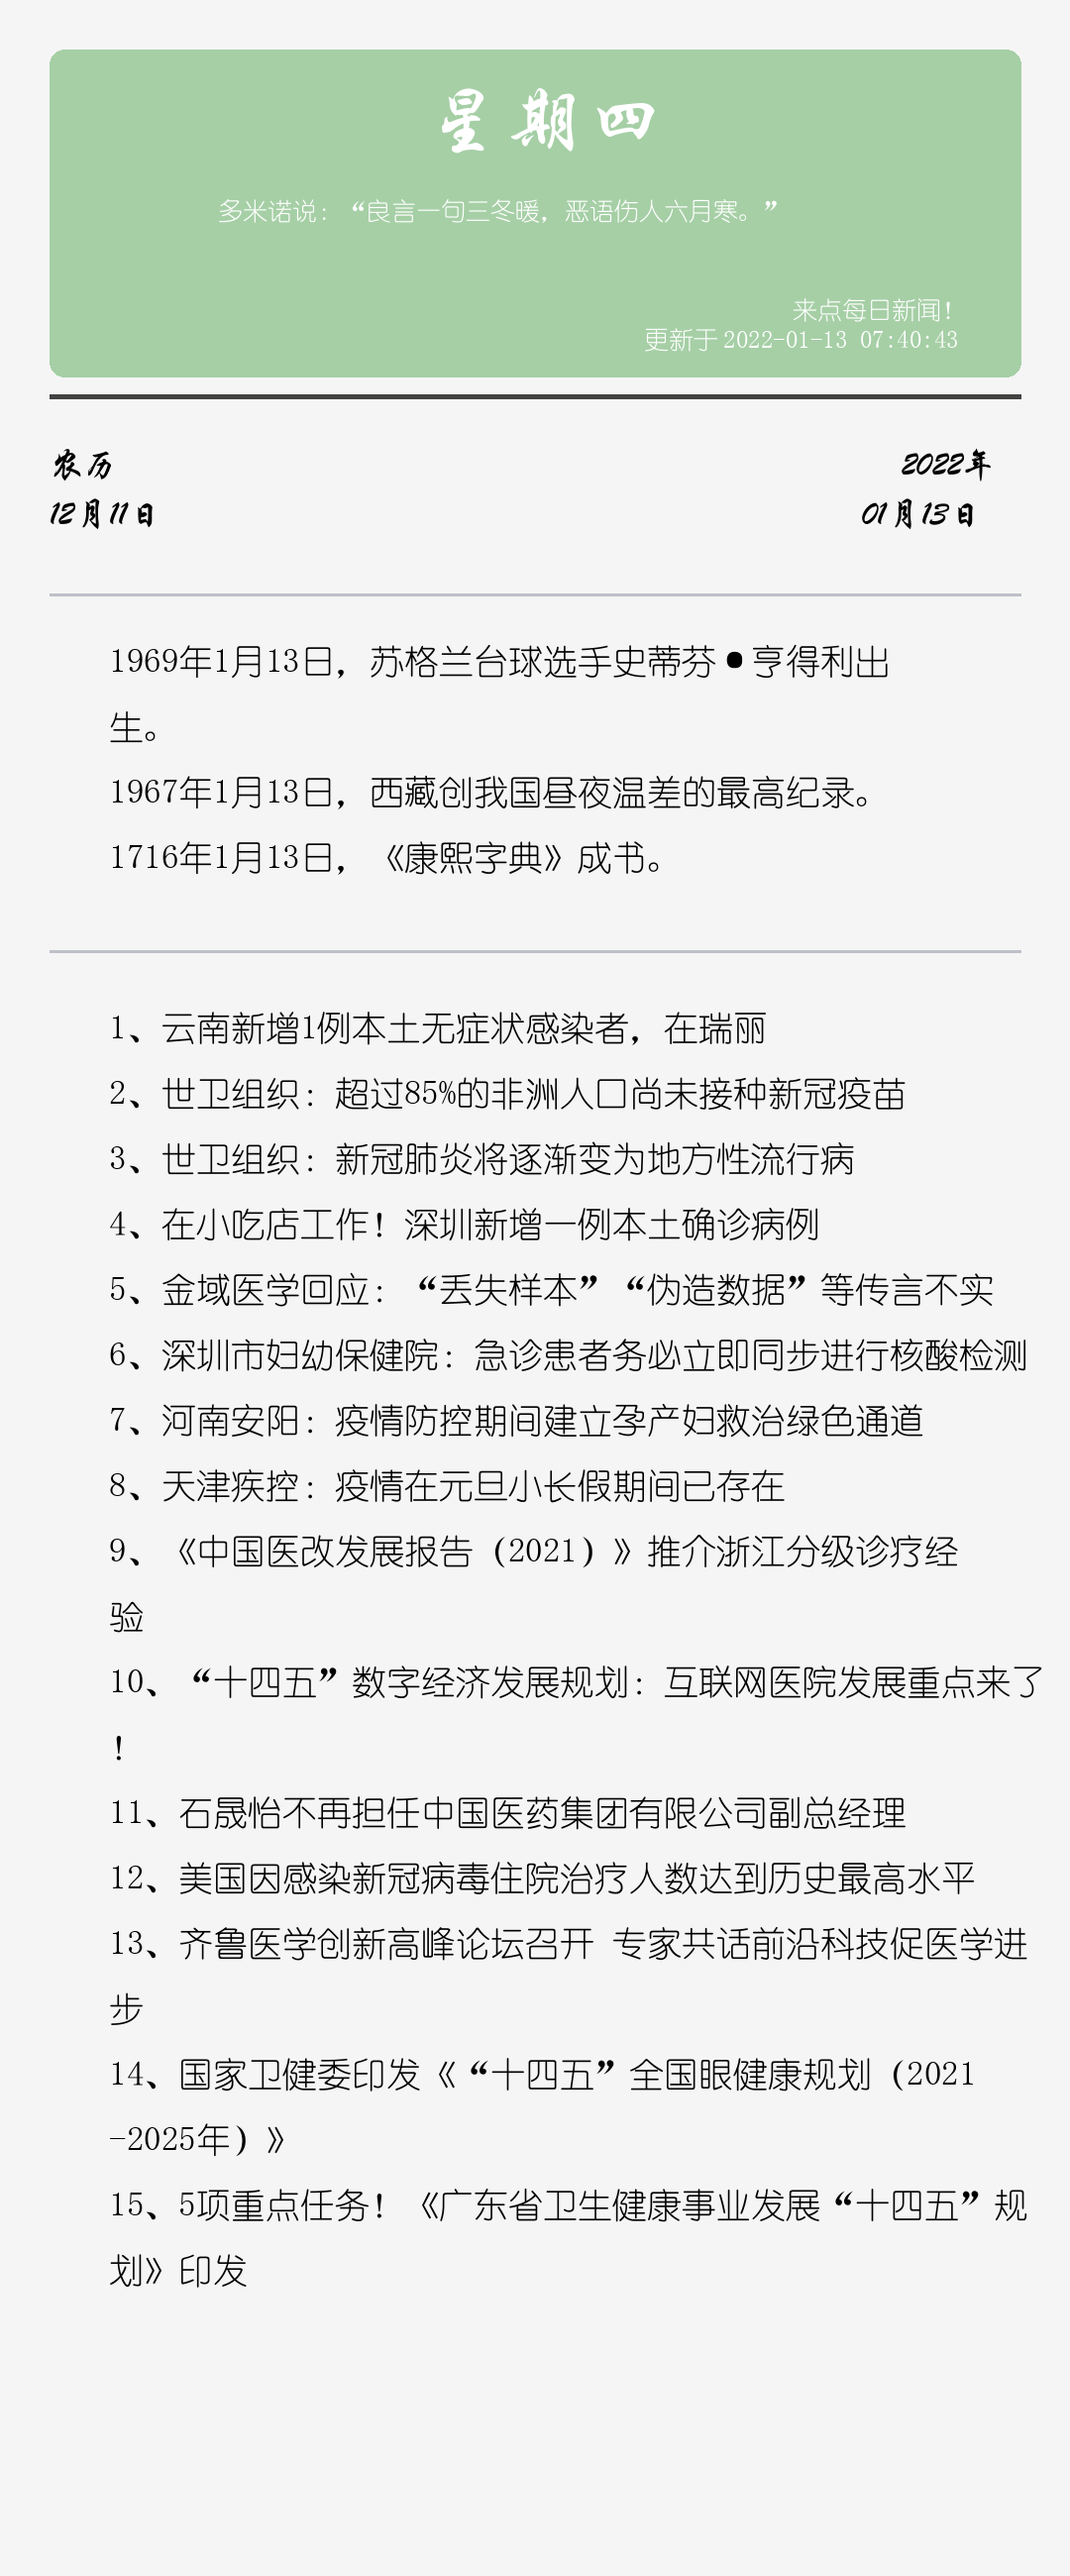 星期四
多米诺说：“良言一句三冬暖，恶语伤人六月寒。”
来点每日新闻！
更新于2022-01-13 07:40:43
农历
2022年
12月11日
01月13日
1969年1月13日，苏格兰台球选手史蒂芬●亨得利出
生。
1967年1月13日，西藏创我国昼夜温差的最高纪录。
1716年1月13日，《康熙字典》成书。
1、云南新增1例本土无症状感染者，在瑞丽
2、世卫组织：超过85%的非洲人口尚未接种新冠疫苗
3、世卫组织：新冠肺炎将逐渐变为地方性流行病
4、在小吃店工作！深圳新增一例本土确诊病例
5、金域医学回应：“丢失样本”“伪造数据”等传言不实
6、深圳市妇幼保健院：急诊患者务必立即同步进行核酸检测
7、河南安阳：疫情防控期间建立孕产妇救治绿色通道
8、天津疾控：疫情在元旦小长假期间已存在
9、《中国医改发展报告（2021）》推介浙江分级诊疗经
验
10、“十四五”数字经济发展规划：互联网医院发展重点来了
！
11、石晟怡不再担任中国医药集团有限公司副总经理
12、美国因感染新冠病毒住院治疗人数达到历史最高水平
13、齐鲁医学创新高峰论坛召开 专家共话前沿科技促医学进
步
14、国家卫健委印发《“十四五”全国眼健康规划（2021
-2025年）》
15、5项重点任务！《广东省卫生健康事业发展“十四五”规
划》印发